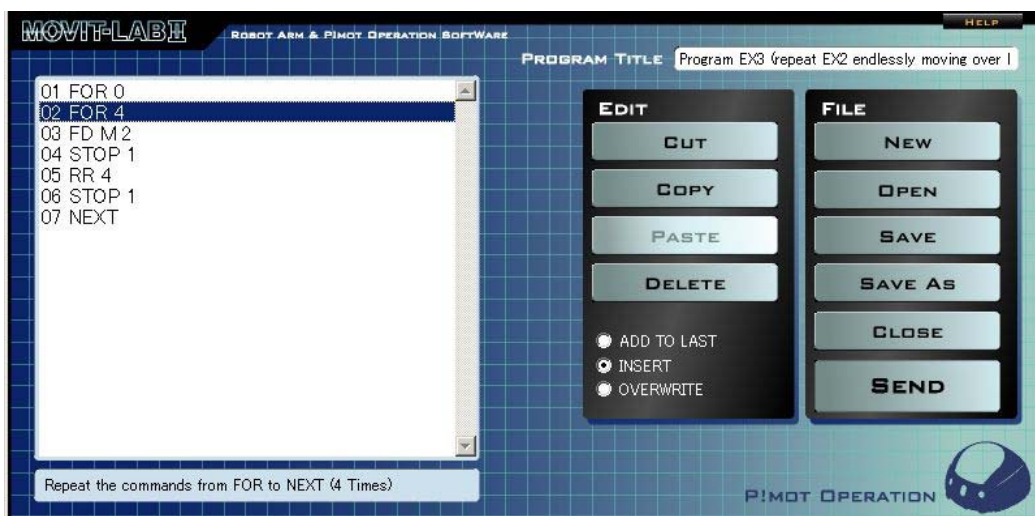 MOVIT-LAB II
ROBOT ARM & P!MOT OPERATION SOFTWARE
HELP
PROGRAM TITLE Program EX3 (repeat EX2 endlessly moving over l
01 FOR 0
02 FOR 4
03 FD M 2
04 STOP 1
05 RR 4
06 STOP 1
07 NEXT
EDIT
CUT
COPY
PASTE
DELETE
ADD TO LAST
INSERT
OVERWRITE
FILE
NEW
OPEN
SAVE
SAVE AS
CLOSE
SEND
Repeat the commands from FOR to NEXT (4 Times)
P!MOT OPERATION